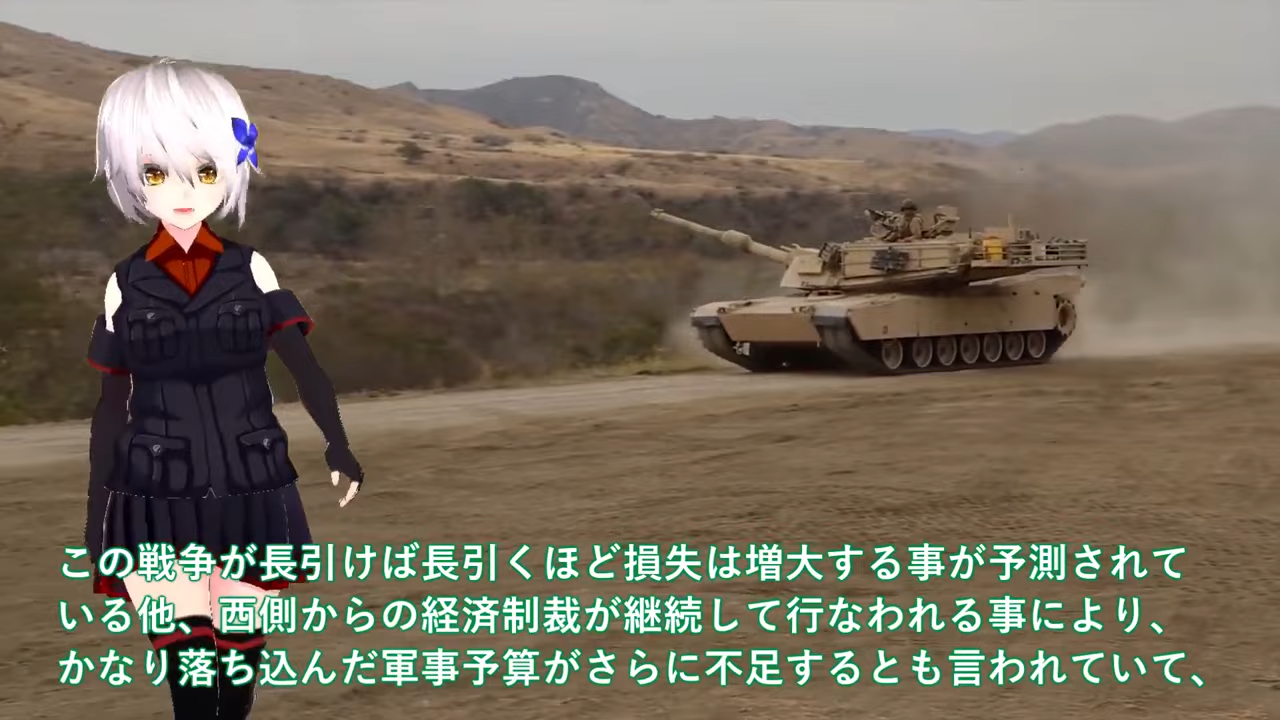 この戦争が長引けば長引くほど損失は増大する事が予測されて
いる他、西側からの経済制裁が継続して行なわれる事により、
かなり落ち込んだ軍事予算がさらに不足するとも言われていて、